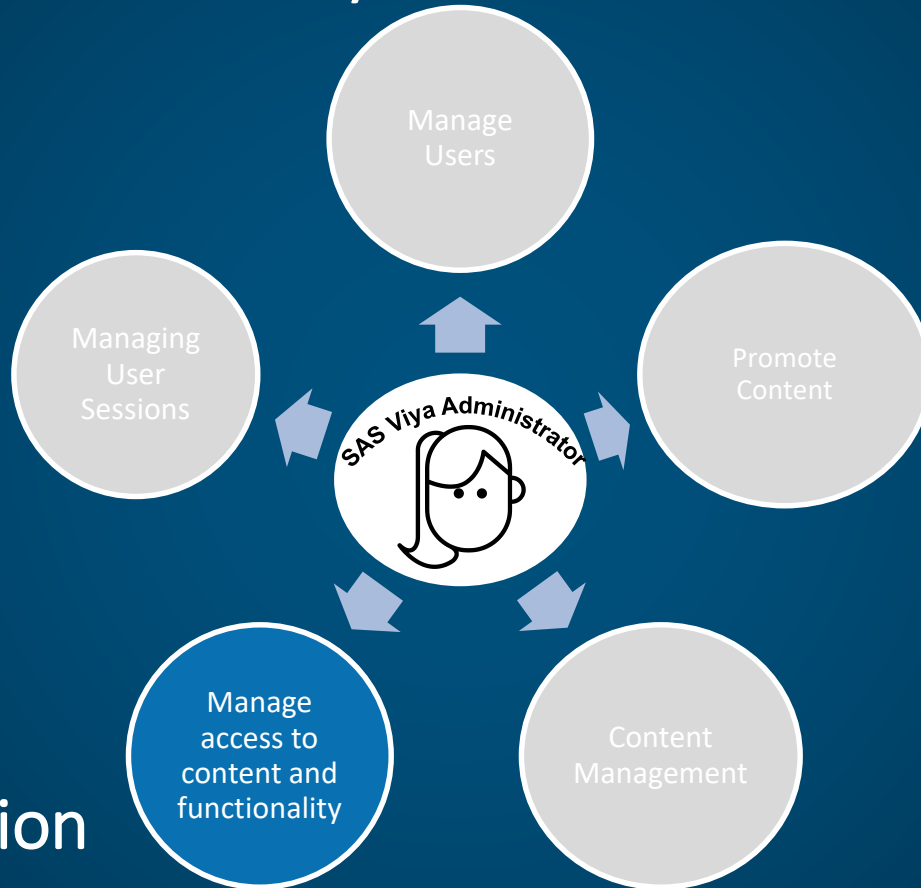 Manage
Users
Managing
User
Sessions
Promote
Content
SAS Viya Administrator
Manage
access to
content and
functionality
Content
Management
ion